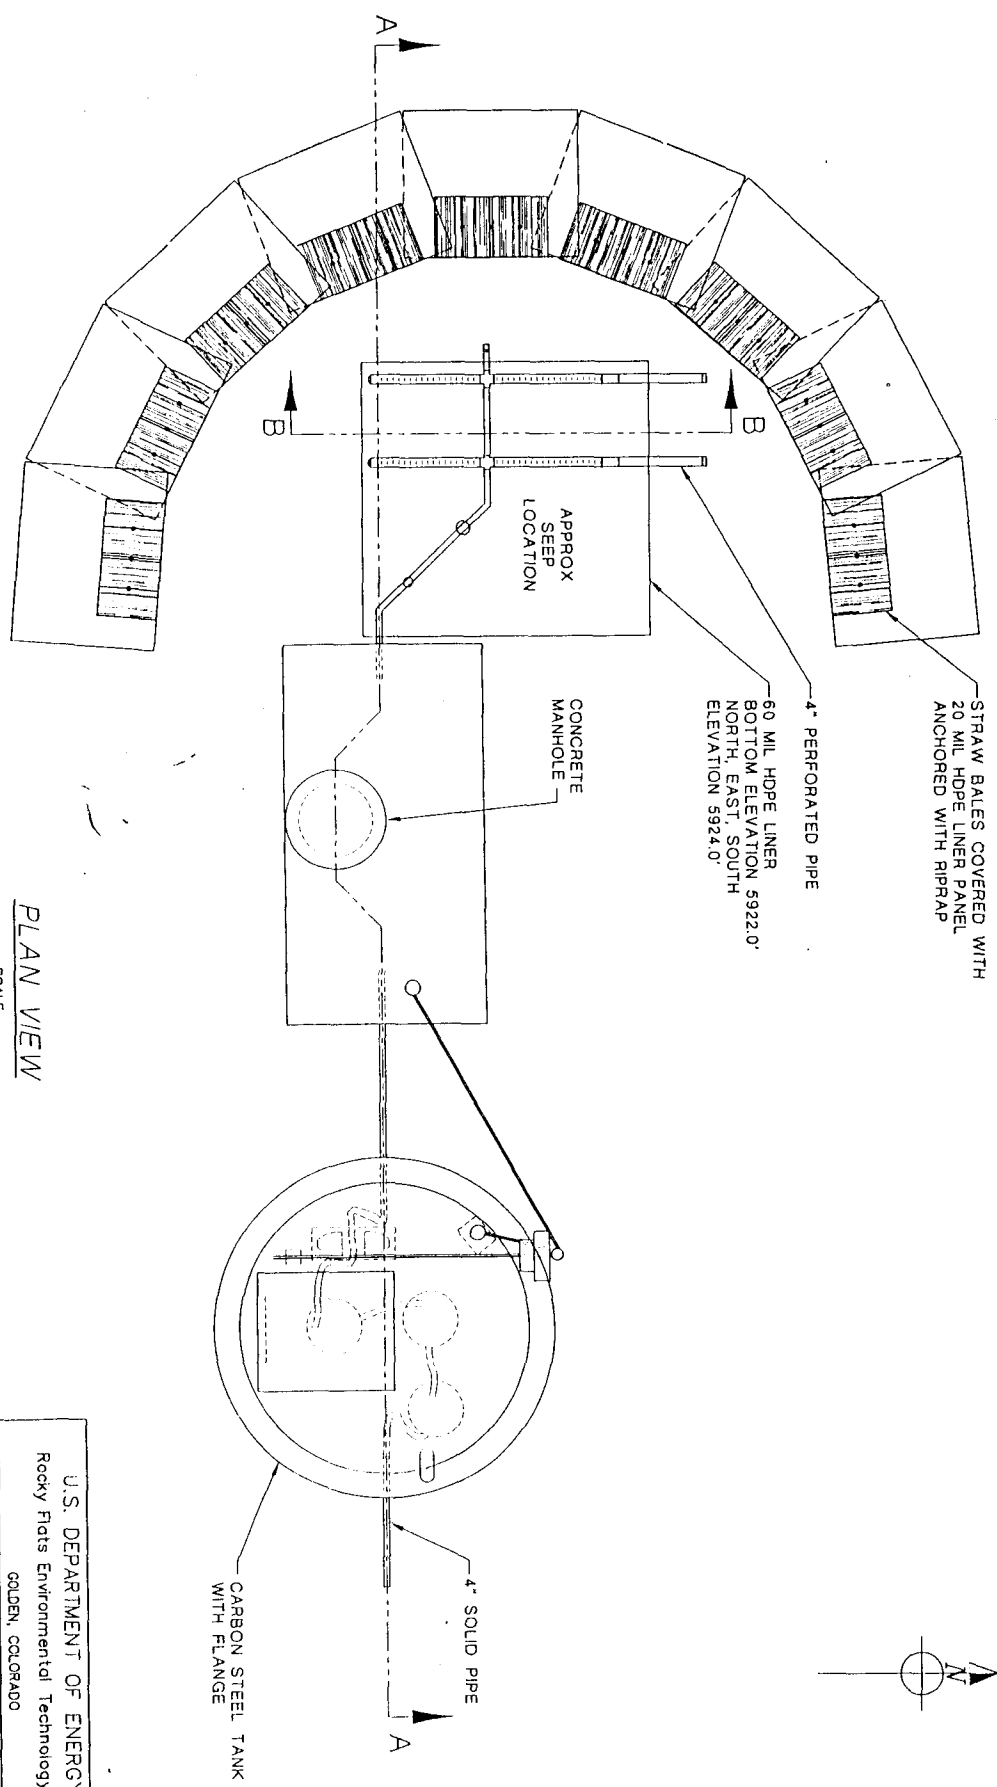 A
B
B
APPROX
SEEP
LOCATION
STRAW BALES COVERED WITH
20 MIL HDPE LINER PANEL
ANCHORED WITH RIPRAP
4" PERFORATED PIPE
60 MIL HDPE LINER
BOTTOM ELEVATION 5922.0'
NORTH, EAST, SOUTH
ELEVATION 5924.0'
CONCRETE
MANHOLE
PLAN VIEW
4" SOLID PIPE
CARBON STEEL TANK
WITH FLANGE
A
N
U.S. DEPARTMENT OF ENERGY
Rocky Flats Environmental Technology
GOLDEN, COLORADO